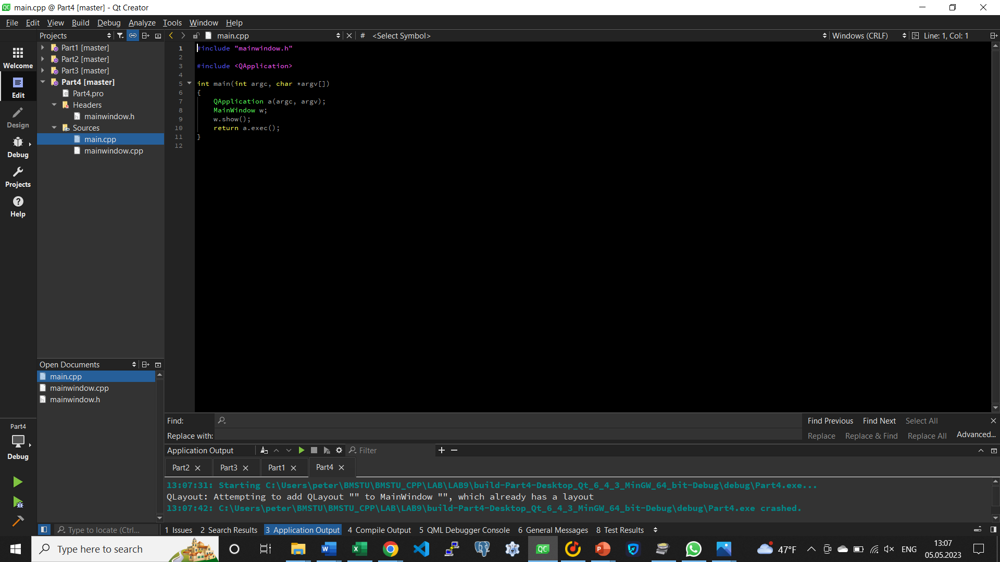 main.cpp @ Part4 [master] - Qt Creator
File Edit View Build Debug Analyze Tools Window Help
Projects
main.cpp
# <Select Symbol>
Windows (CRLF)
Line: 1, Col: 1
Welcome
Edit
Design
Debug
Projects
Help
Part1 [master]
Part2 [master]
Part3 [master]
Part4 [master]
Part4.pro
Headers
mainwindow.h
Sources
main.cpp
mainwindow.cpp
1 #include "mainwindow.h"
2
3 #include <QApplication>
4
5 int main(int argc, char *argv[])
6 {
7 QApplication a(argc, argv);
8 MainWindow w;
9 w.show();
10 return a.exec();
11 }
12
Open Documents
main.cpp
mainwindow.cpp
mainwindow.h
Part4
Debug
Find:
Find Previous Find Next Select All
Replace with:
Replace Replace & Find Replace All Advanced...
Application Output
Filter
Part2 Part3 Part1 Part4
13:07:31: Starting C:\Users\peter\BMSTU\BMSTU_CPP\LAB\LAB9\build-Part4-Desktop_Qt_6_4_3_MinGW_64_bit-Debug\debug\Part4.exe...
QLayout: Attempting to add QLayout "" to MainWindow "", which already has a layout
13:07:42: C:\Users\peter\BMSTU\BMSTU_CPP\LAB\LAB9\build-Part4-Desktop_Qt_6_4_3_MinGW_64_bit-Debug\debug\Part4.exe crashed.
Type to locate (Ctrl...
1 Issues 2 Search Results 3 Application Output 4 Compile Output 5 QML Debugger Console 6 General Messages 8 Test Results
Type here to search
QC
47°F
ENG
13:07
05.05.2023